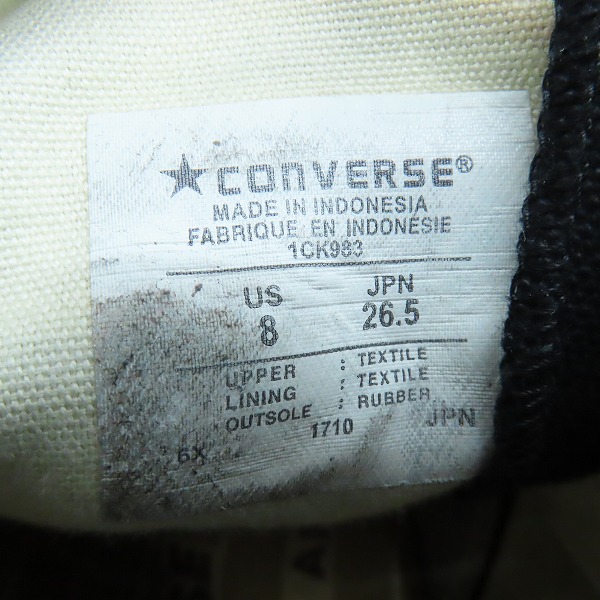 ★CONVERSE®
MADE IN INDONESIA
FABRIQUE EN INDONÉSIE
1CK983
US JPN
8 26.5
UPPER : TEXTILE
LINING : TEXTILE
OUTSOLE : RUBBER
1710 JPN
6X